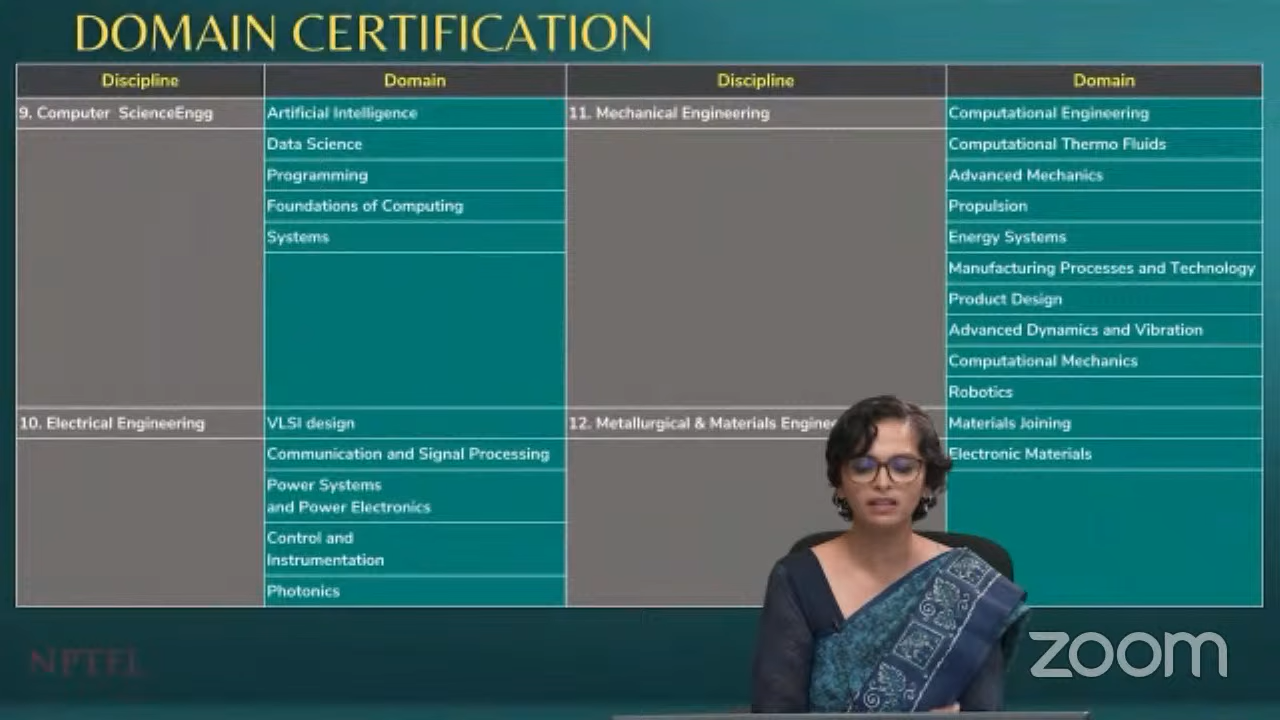 DOMAIN CERTIFICATION
Discipline Domain Discipline Domain
9. Computer ScienceEngg Artificial Intelligence 11. Mechanical Engineering Computational Engineering
Data Science Computational Thermo Fluids
Programming Advanced Mechanics
Foundations of Computing Propulsion
Systems Energy Systems
Manufacturing Processes and Technology
Product Design
Advanced Dynamics and Vibration
Computational Mechanics
Robotics
10. Electrical Engineering VLSI design 12. Metallurgical & Materials Materials Joining
Communication and Signal Processing Electronic Materials
Power Systems
and Power Electronics
Control and
Instrumentation
Photonics
NPTEL
zoom